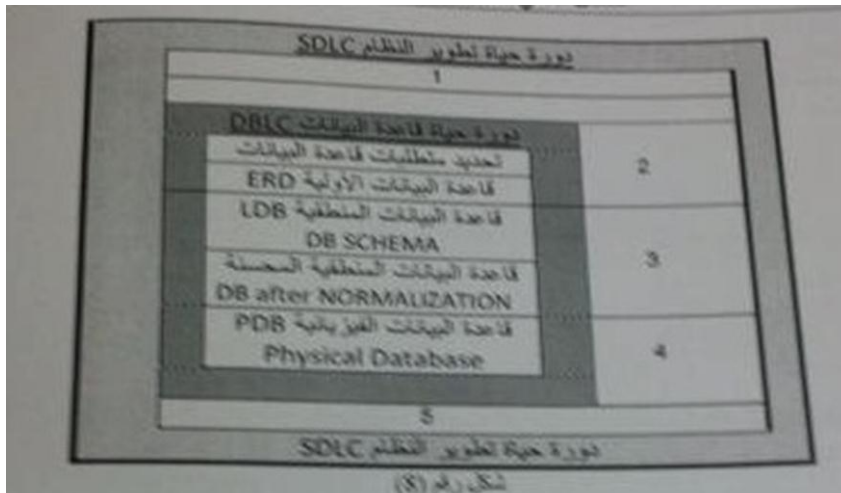 دورة حياة تطوير النظام SDLC
1
دورة حياة قاعدة البيانات DBLC
تحديد متطلبات قاعدة البيانات
2
قاعدة البيانات الاولية ERD
قاعدة البيانات المنطقية LDB
DB SCHEMA
3
قاعدة البيانات المنطقية المحسنة
DB after NORMALIZATION
قاعدة البيانات الفيزيائية PDB
Physical Database
4
5
دورة حياة تطوير النظام SDLC
شكل رقم (8)